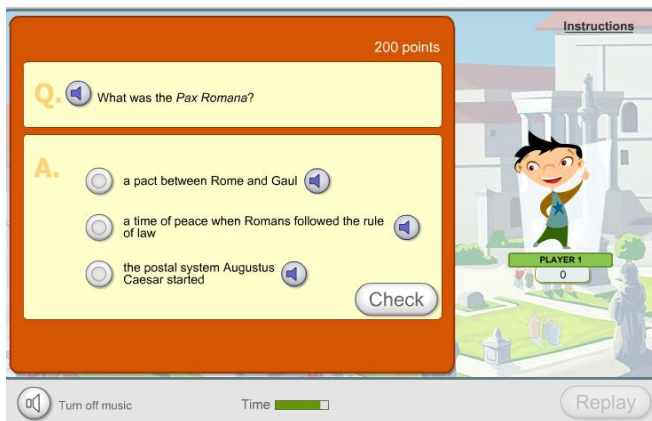 Instructions
200 points
Q. What was the Pax Romana?
A.
a pact between Rome and Gaul
a time of peace when Romans followed the rule
of law
the postal system Augustus
Caesar started
Check
PLAYER 1
0
Turn off music
Time
Replay